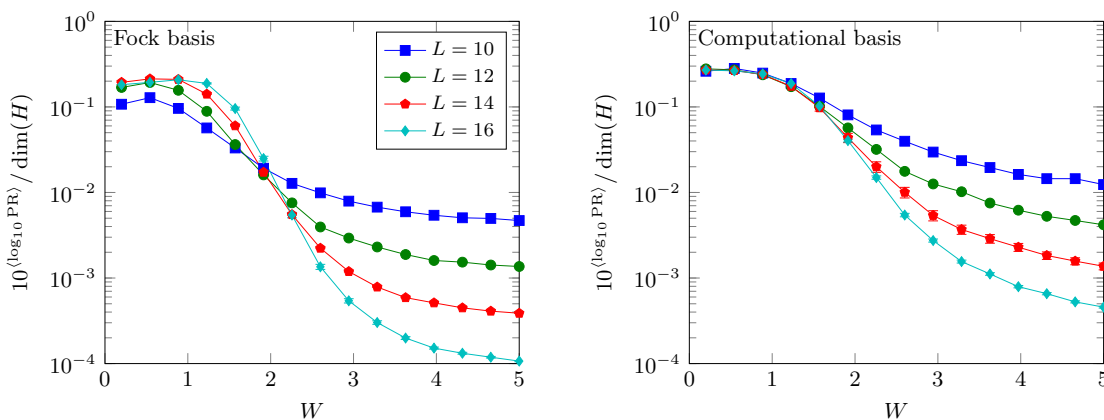 Fock basis
L = 10
L = 12
L = 14
L = 16
10^0
10^−1
10^−2
10^−3
10^−4
0 1 2 3 4 5
W
10^⟨log10 PR⟩ / dim(H)
Computational basis
10^0
10^−1
10^−2
10^−3
10^−4
0 1 2 3 4 5
W
10^⟨log10 PR⟩ / dim(H)